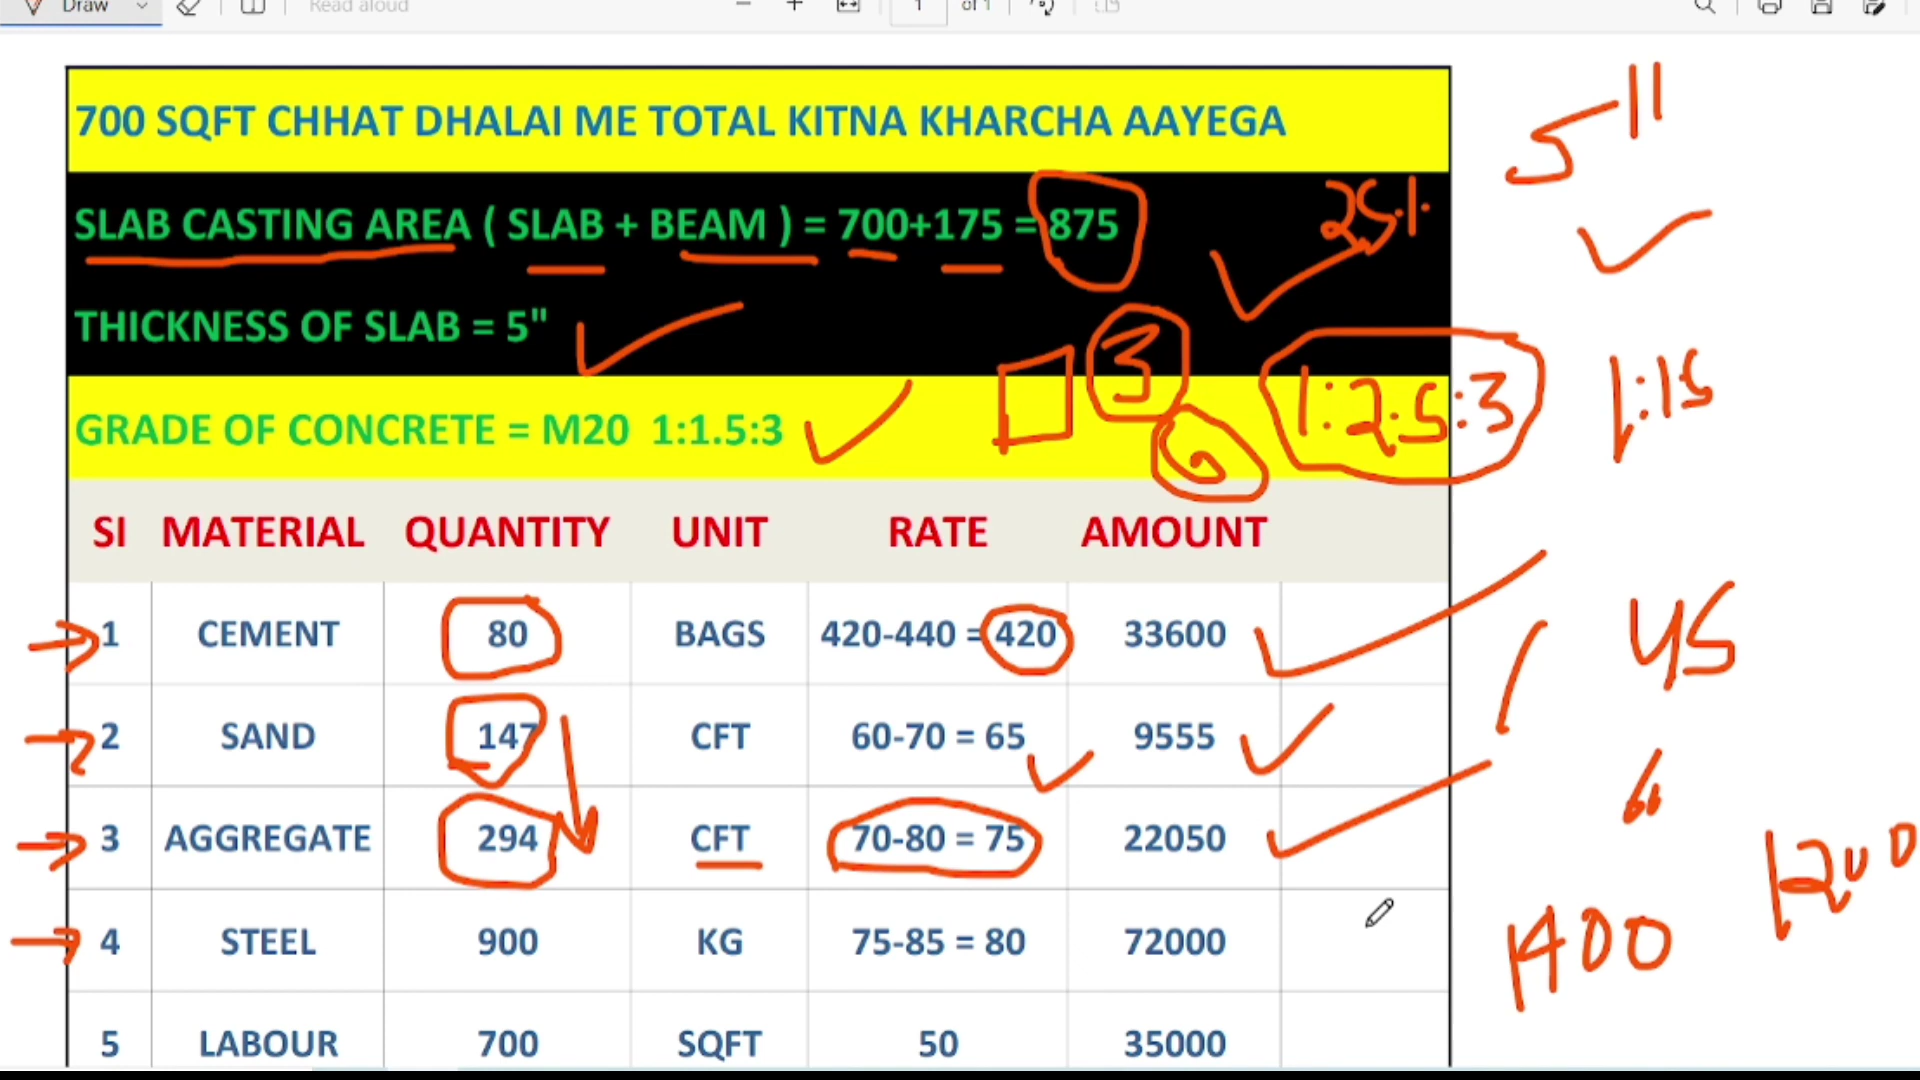 Draw Read aloud 1 of 1
700 SQFT CHHAT DHALAI ME TOTAL KITNA KHARCHA AAYEGA
5"
SLAB CASTING AREA ( SLAB + BEAM ) = 700+175 = 875
25%
THICKNESS OF SLAB = 5"
3
GRADE OF CONCRETE = M20 1:1.5:3
6
1:2.5:3
1:15
SI MATERIAL QUANTITY UNIT RATE AMOUNT
1 CEMENT 80 BAGS 420-440 = 420 33600
45
2 SAND 147 CFT 60-70 = 65 9555
3 AGGREGATE 294 CFT 70-80 = 75 22050
1200
4 STEEL 900 KG 75-85 = 80 72000
1400
5 LABOUR 700 SQFT 50 35000